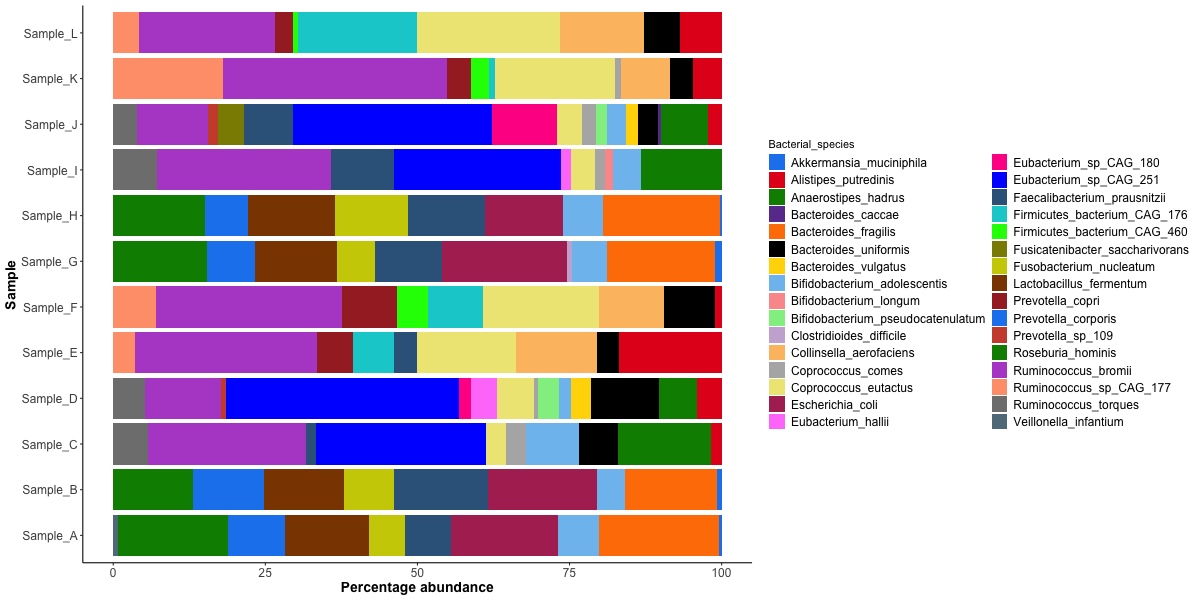 Sample_L
Sample_K
Sample_J
Sample_I
Sample_H
Sample_G
Sample_F
Sample_E
Sample_D
Sample_C
Sample_B
Sample_A
Sample
0
25
50
75
100
Percentage abundance
Bacterial_species
Akkermansia_muciniphila
Alistipes_putredinis
Anaerostipes_hadrus
Bacteroides_caccae
Bacteroides_fragilis
Bacteroides_uniformis
Bacteroides_vulgatus
Bifidobacterium_adolescentis
Bifidobacterium_longum
Bifidobacterium_pseudocatenulatum
Clostridioides_difficile
Collinsella_aerofaciens
Coprococcus_comes
Coprococcus_eutactus
Escherichia_coli
Eubacterium_hallii
Eubacterium_sp_CAG_180
Eubacterium_sp_CAG_251
Faecalibacterium_prausnitzii
Firmicutes_bacterium_CAG_176
Firmicutes_bacterium_CAG_460
Fusicatenibacter_saccharivorans
Fusobacterium_nucleatum
Lactobacillus_fermentum
Prevotella_copri
Prevotella_corporis
Prevotella_sp_109
Roseburia_hominis
Ruminococcus_bromii
Ruminococcus_sp_CAG_177
Ruminococcus_torques
Veillonella_infantium